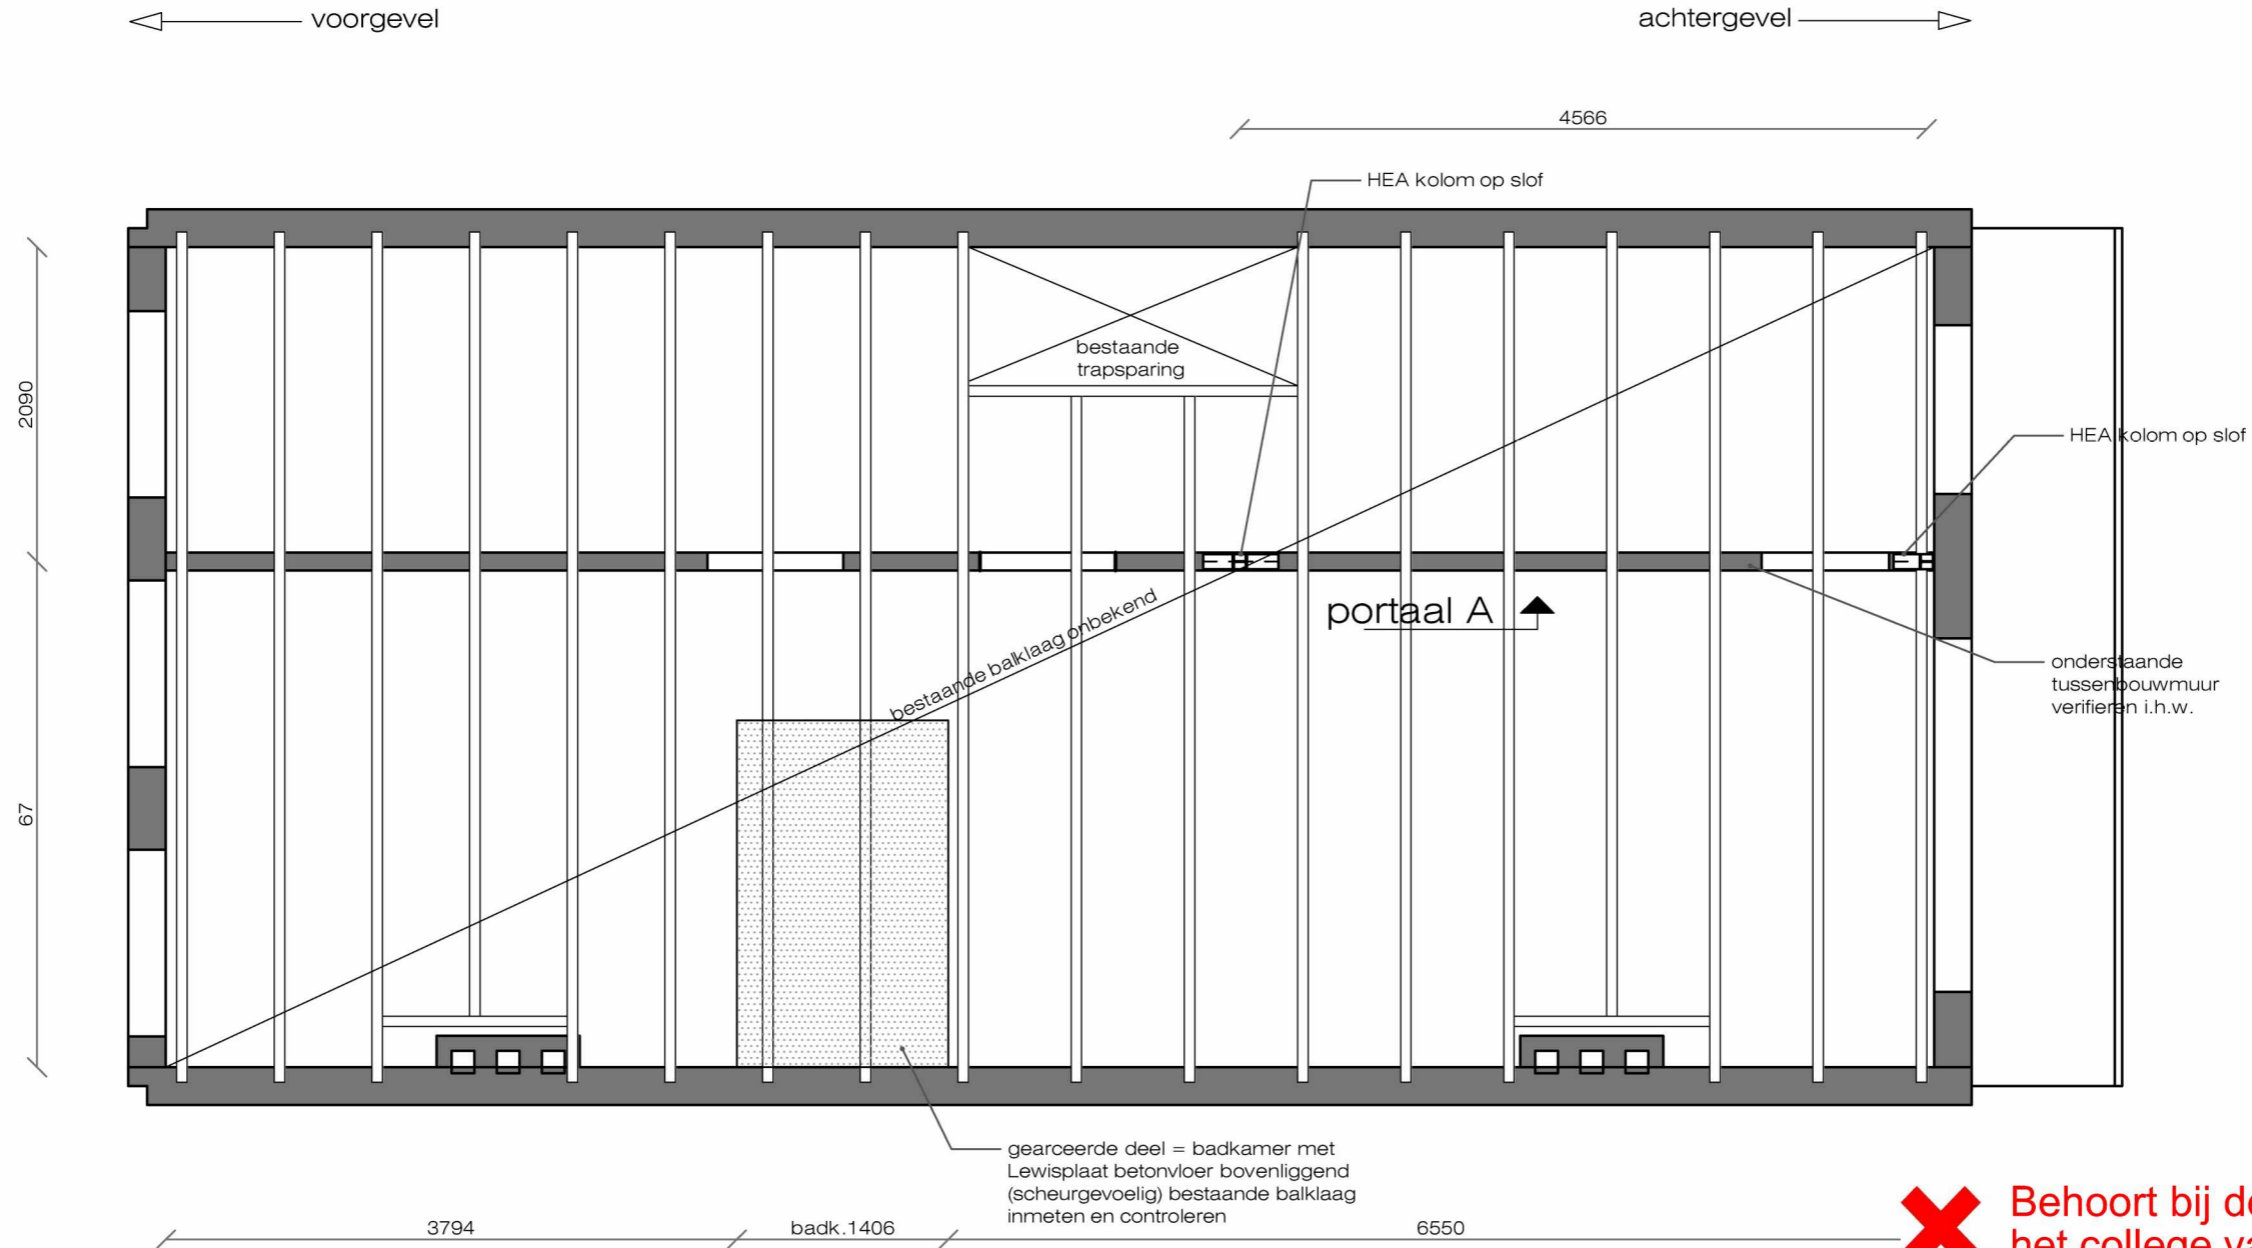 voorgevel
achtergevel
4566
HEA kolom op slof
bestaande
trapsparing
2090
HEA kolom op slof
bestaande balklaag onbekend
portaal A
onderstaande
tussenbouwmuur
verifieren i.h.w.
67
gearceerde deel = badkamer met
Lewisplaat betonvloer bovenliggend
(scheurgevoelig) bestaande balklaag
inmeten en controleren
3794
badk.1406
6550
Behoort bij
het college